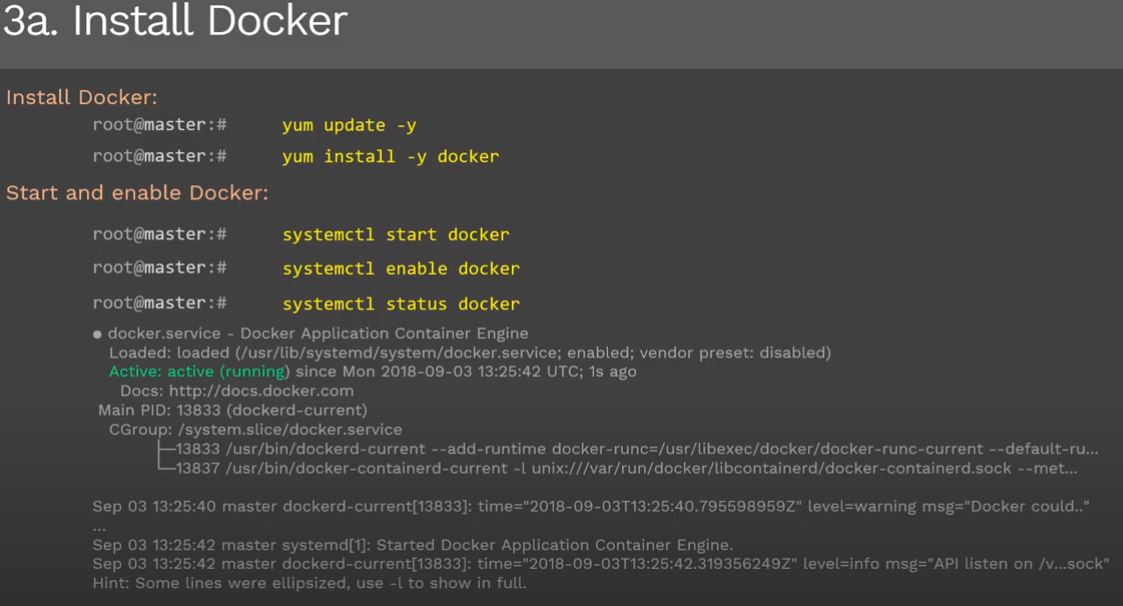 3a. Install Docker
Install Docker:
root@master:# yum update -y
root@master:# yum install -y docker
Start and enable Docker:
root@master:# systemctl start docker
root@master:# systemctl enable docker
root@master:# systemctl status docker
● docker.service - Docker Application Container Engine
Loaded: loaded (/usr/lib/systemd/system/docker.service; enabled; vendor preset: disabled)
Active: active (running) since Mon 2018-09-03 13:25:42 UTC; 1s ago
Docs: http://docs.docker.com
Main PID: 13833 (dockerd-current)
CGroup: /system.slice/docker.service
├─13833 /usr/bin/dockerd-current --add-runtime docker-runc=/usr/libexec/docker/docker-runc-current --default-ru...
└─13837 /usr/bin/docker-containerd-current -l unix:///var/run/docker/libcontainerd/docker-containerd.sock --met...
Sep 03 13:25:40 master dockerd-current[13833]: time="2018-09-03T13:25:40.795598959Z" level=warning msg="Docker could.."
...
Sep 03 13:25:42 master systemd[1]: Started Docker Application Container Engine.
Sep 03 13:25:42 master dockerd-current[13833]: time="2018-09-03T13:25:42.319356249Z" level=info msg="API listen on /v...sock"
Hint: Some lines were ellipsized, use -l to show in full.